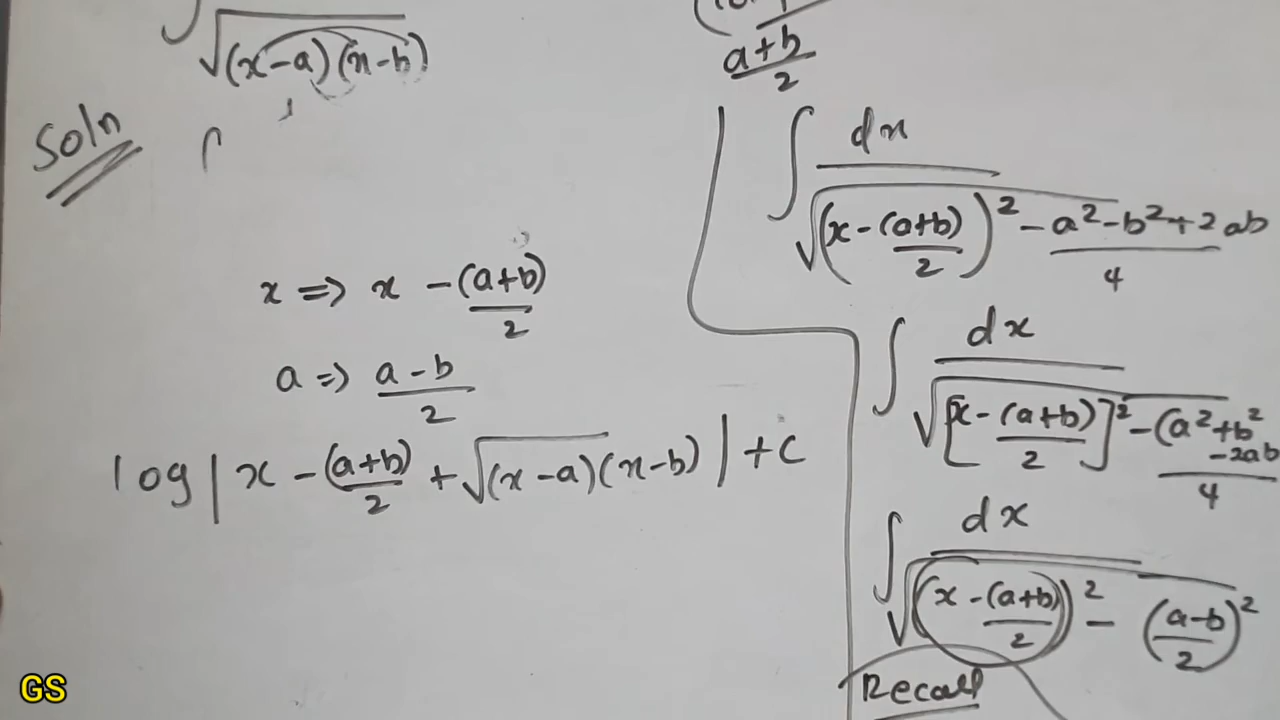 √(x-a)(x-b)
Soln
x => x - (a+b)/2
a => a-b/2
log | x - (a+b)/2 + √(x-a)(x-b) | + c
a+b/2
∫ dx/√(x-(a+b)/2)² - a²-b²+2ab/4
∫ dx/√[x-(a+b)/2]² - (a²+b²-2ab/4
∫ dx/√(x-(a+b)/2)² - (a-b/2)²
Recall
GS